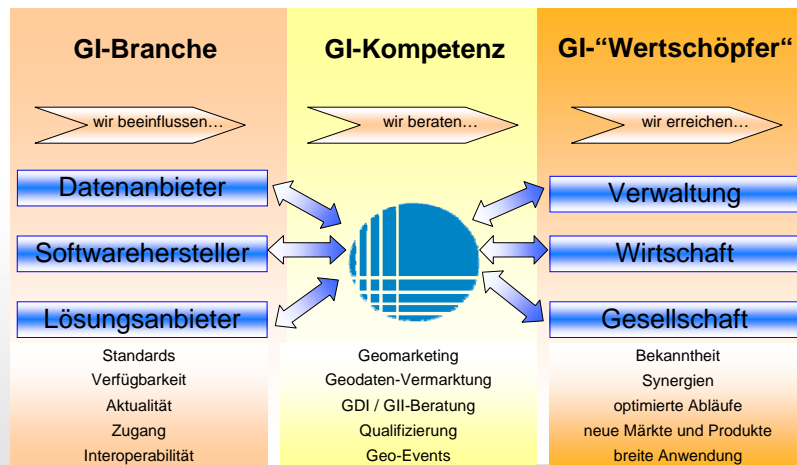 GI-Branche
wir beeinflussen…
Datenanbieter
Softwarehersteller
Lösungsanbieter
Standards
Verfügbarkeit
Aktualität
Zugang
Interoperabilität
GI-Kompetenz
wir beraten…
Geomarketing
Geodaten-Vermarktung
GDI / GII-Beratung
Qualifizierung
Geo-Events
GI-“Wertschöpfer“
wir erreichen…
Verwaltung
Wirtschaft
Gesellschaft
Bekanntheit
Synergien
optimierte Abläufe
neue Märkte und Produkte
breite Anwendung